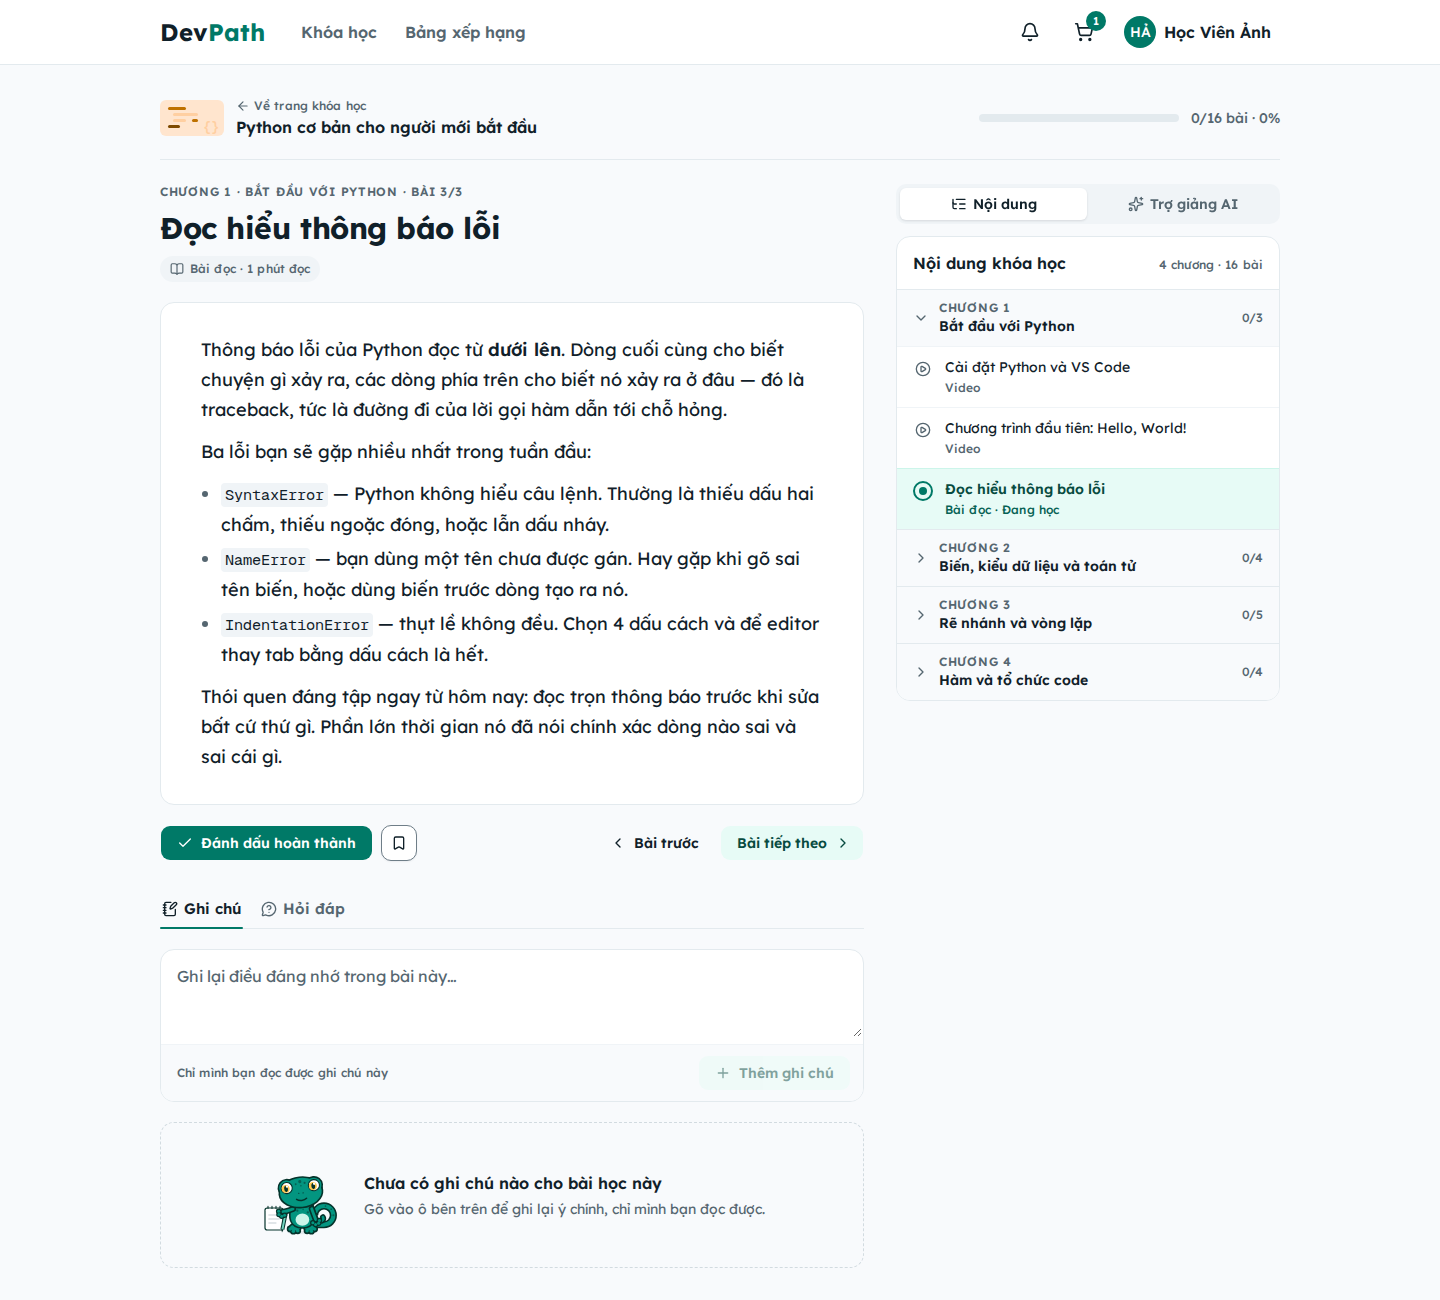 DevPath
Khóa học
Bảng xếp hạng
1
HẢ
Học Viên Ảnh
Về trang khóa học
Python cơ bản cho người mới bắt đầu
0/16 bài · 0%
CHƯƠNG 1 · BẮT ĐẦU VỚI PYTHON · BÀI 3/3
Đọc hiểu thông báo lỗi
Bài đọc · 1 phút đọc
Thông báo lỗi của Python đọc từ dưới lên. Dòng cuối cùng cho biết
chuyện gì xảy ra, các dòng phía trên cho biết nó xảy ra ở đâu — đó là
traceback, tức là đường đi của lời gọi hàm dẫn tới chỗ hỏng.
Ba lỗi bạn sẽ gặp nhiều nhất trong tuần đầu:
SyntaxError — Python không hiểu câu lệnh. Thường là thiếu dấu hai
chấm, thiếu ngoặc đóng, hoặc lẫn dấu nháy.
NameError — bạn dùng một tên chưa được gán. Hay gặp khi gõ sai
tên biến, hoặc dùng biến trước dòng tạo ra nó.
IndentationError — thụt lề không đều. Chọn 4 dấu cách và để editor
thay tab bằng dấu cách là hết.
Thói quen đáng tập ngay từ hôm nay: đọc trọn thông báo trước khi sửa
bất cứ thứ gì. Phần lớn thời gian nó đã nói chính xác dòng nào sai và
sai cái gì.
Đánh dấu hoàn thành
Bài trước
Bài tiếp theo
Ghi chú
Hỏi đáp
Ghi lại điều đáng nhớ trong bài này…
Chỉ mình bạn đọc được ghi chú này
Thêm ghi chú
Chưa có ghi chú nào cho bài học này
Gõ vào ô bên trên để ghi lại ý chính, chỉ mình bạn đọc được.
Nội dung
Trợ giảng AI
Nội dung khóa học
4 chương · 16 bài
CHƯƠNG 1
Bắt đầu với Python
0/3
Cài đặt Python và VS Code
Video
Chương trình đầu tiên: Hello, World!
Video
Đọc hiểu thông báo lỗi
Bài đọc · Đang học
CHƯƠNG 2
Biến, kiểu dữ liệu và toán tử
0/4
CHƯƠNG 3
Rẽ nhánh và vòng lặp
0/5
CHƯƠNG 4
Hàm và tổ chức code
0/4